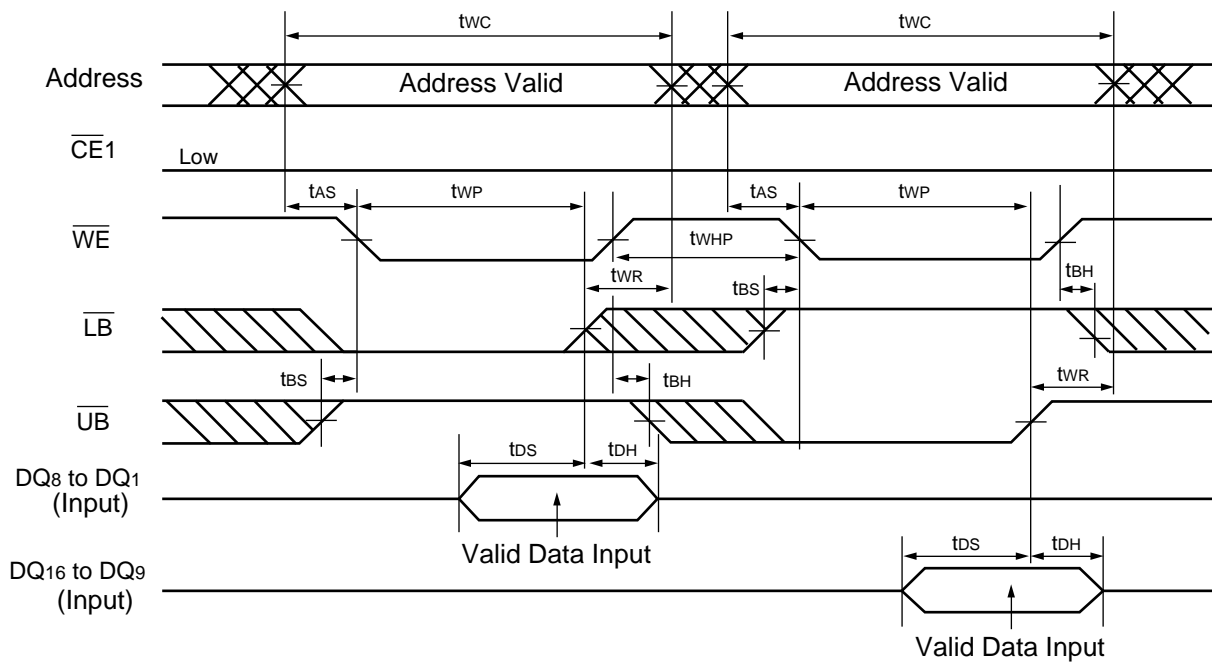 tWC tWC
Address Address Valid Address Valid
CE1 Low
tAS tWP tAS tWP
WE tWHP
tWR tBS tBH
LB
tBS tBH tWR
UB
tDS tDH
DQ8 to DQ1
(Input)
Valid Data Input
tDS tDH
DQ16 to DQ9
(Input)
Valid Data Input